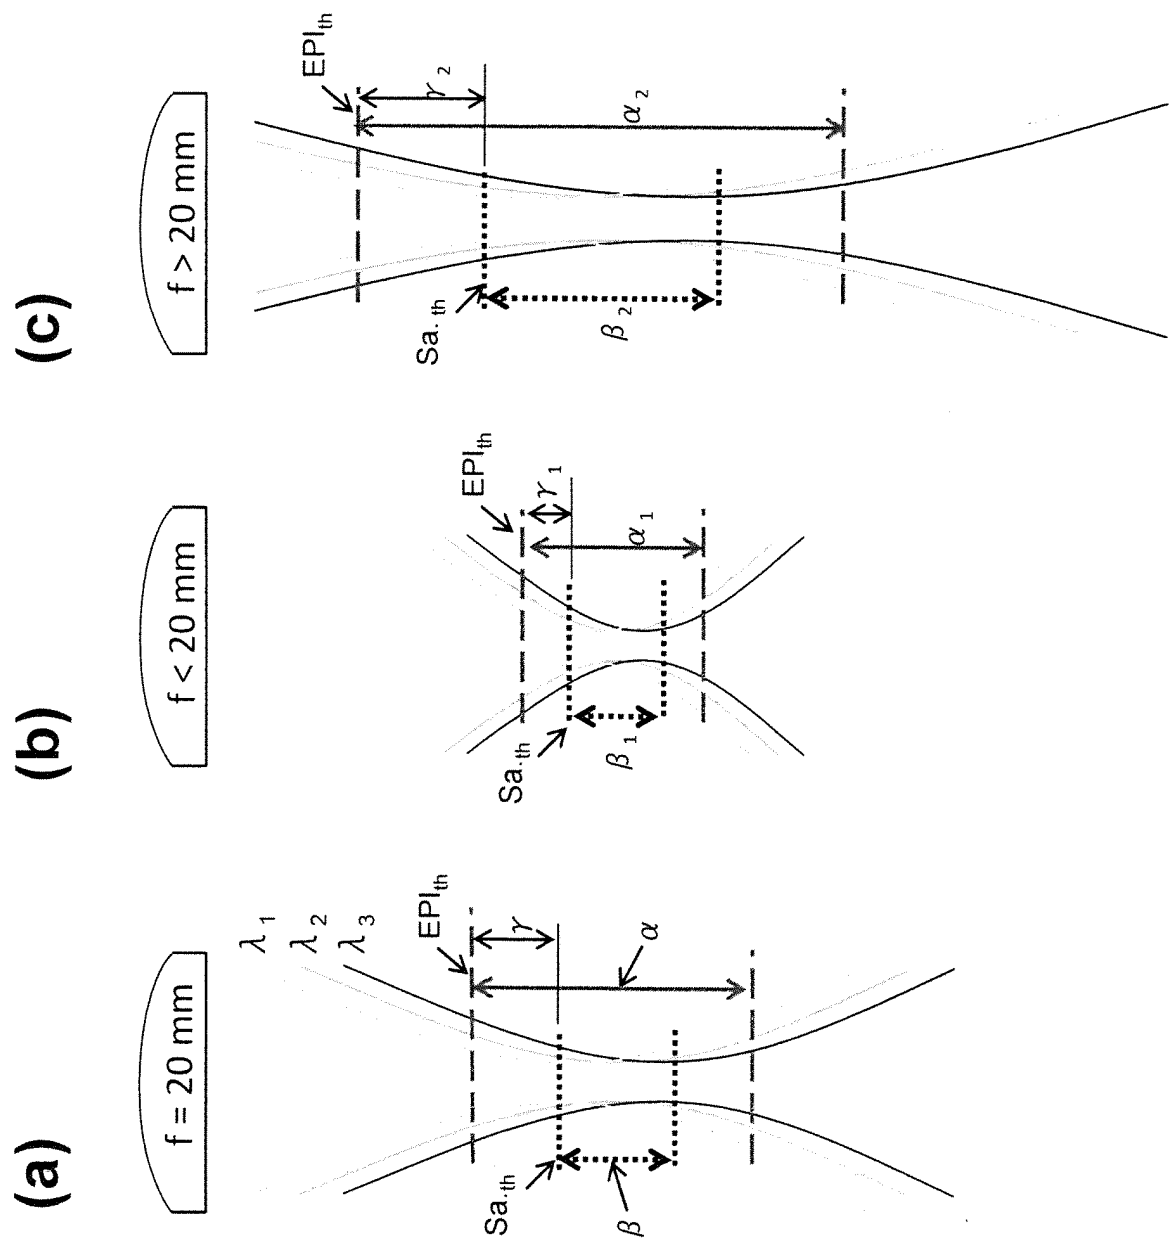 (a)
f = 20 mm
λ1
λ2
λ3
EPIth
γ
α
Sa.th
β
(b)
f < 20 mm
EPIth
γ1
α1
Sa.th
β1
(c)
f > 20 mm
EPIth
γ2
α2
Sa.th
β2